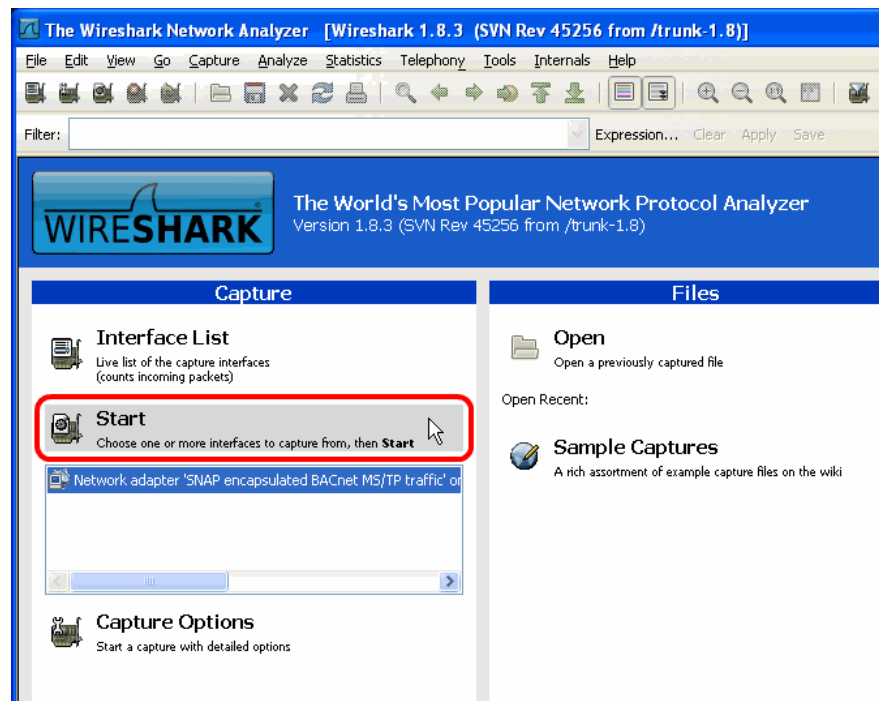 The Wireshark Network Analyzer [Wireshark 1.8.3 (SVN Rev 45256 from /trunk-1.8)]
File Edit View Go Capture Analyze Statistics Telephony Tools Internals Help
Filter: Expression... Clear Apply Save
WIRESHARK
The World's Most Popular Network Protocol Analyzer
Version 1.8.3 (SVN Rev 45256 from /trunk-1.8)
Capture
Interface List
Live list of the capture interfaces
(counts incoming packets)
Start
Choose one or more interfaces to capture from, then Start
Network adapter 'SNAP encapsulated BACnet MS/TP traffic' or
Capture Options
Start a capture with detailed options
Files
Open
Open a previously captured file
Open Recent:
Sample Captures
A rich assortment of example capture files on the wiki